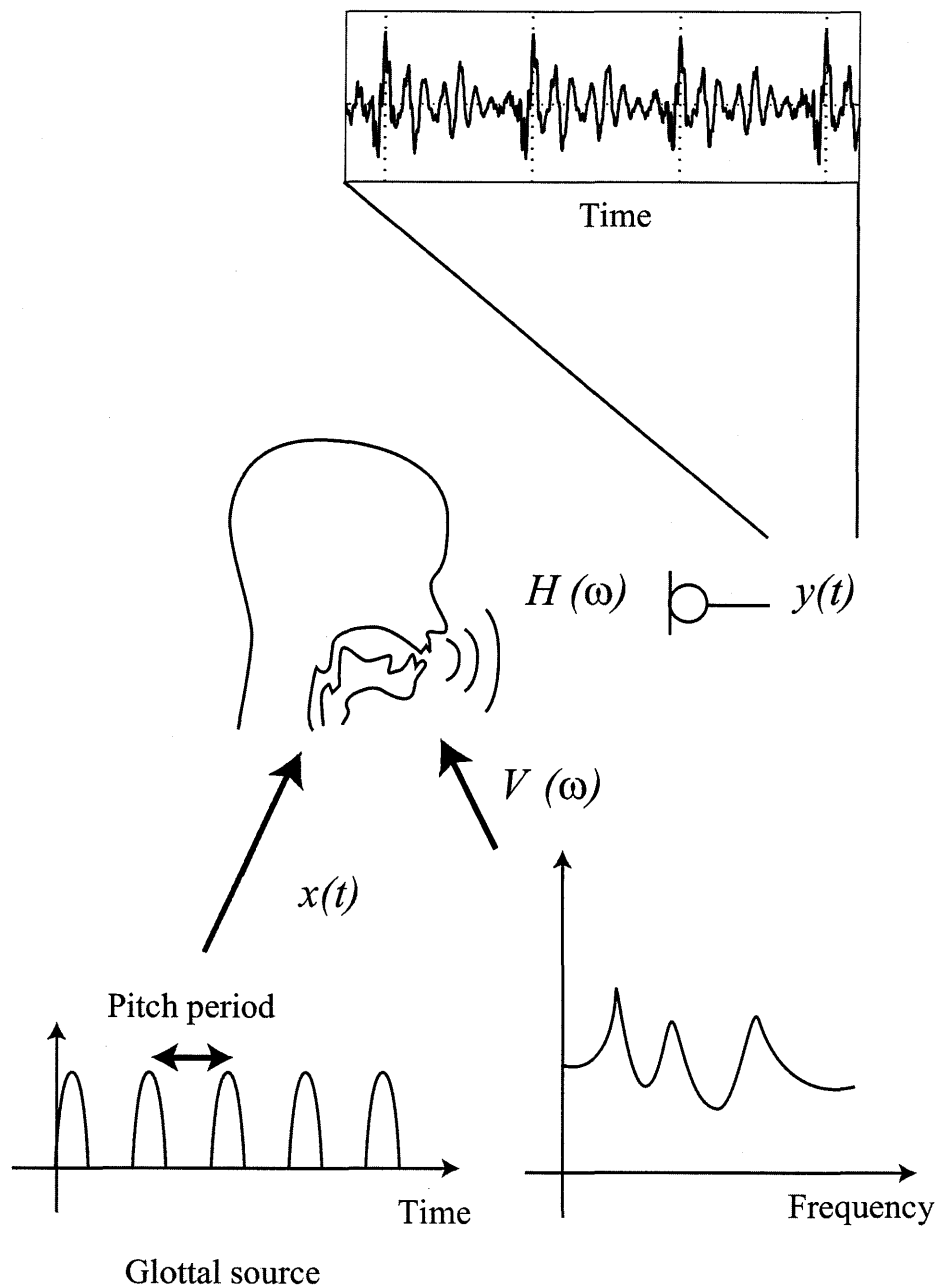 Time
H (ω)
y(t)
V (ω)
x(t)
Pitch period
Time
Frequency
Glottal source